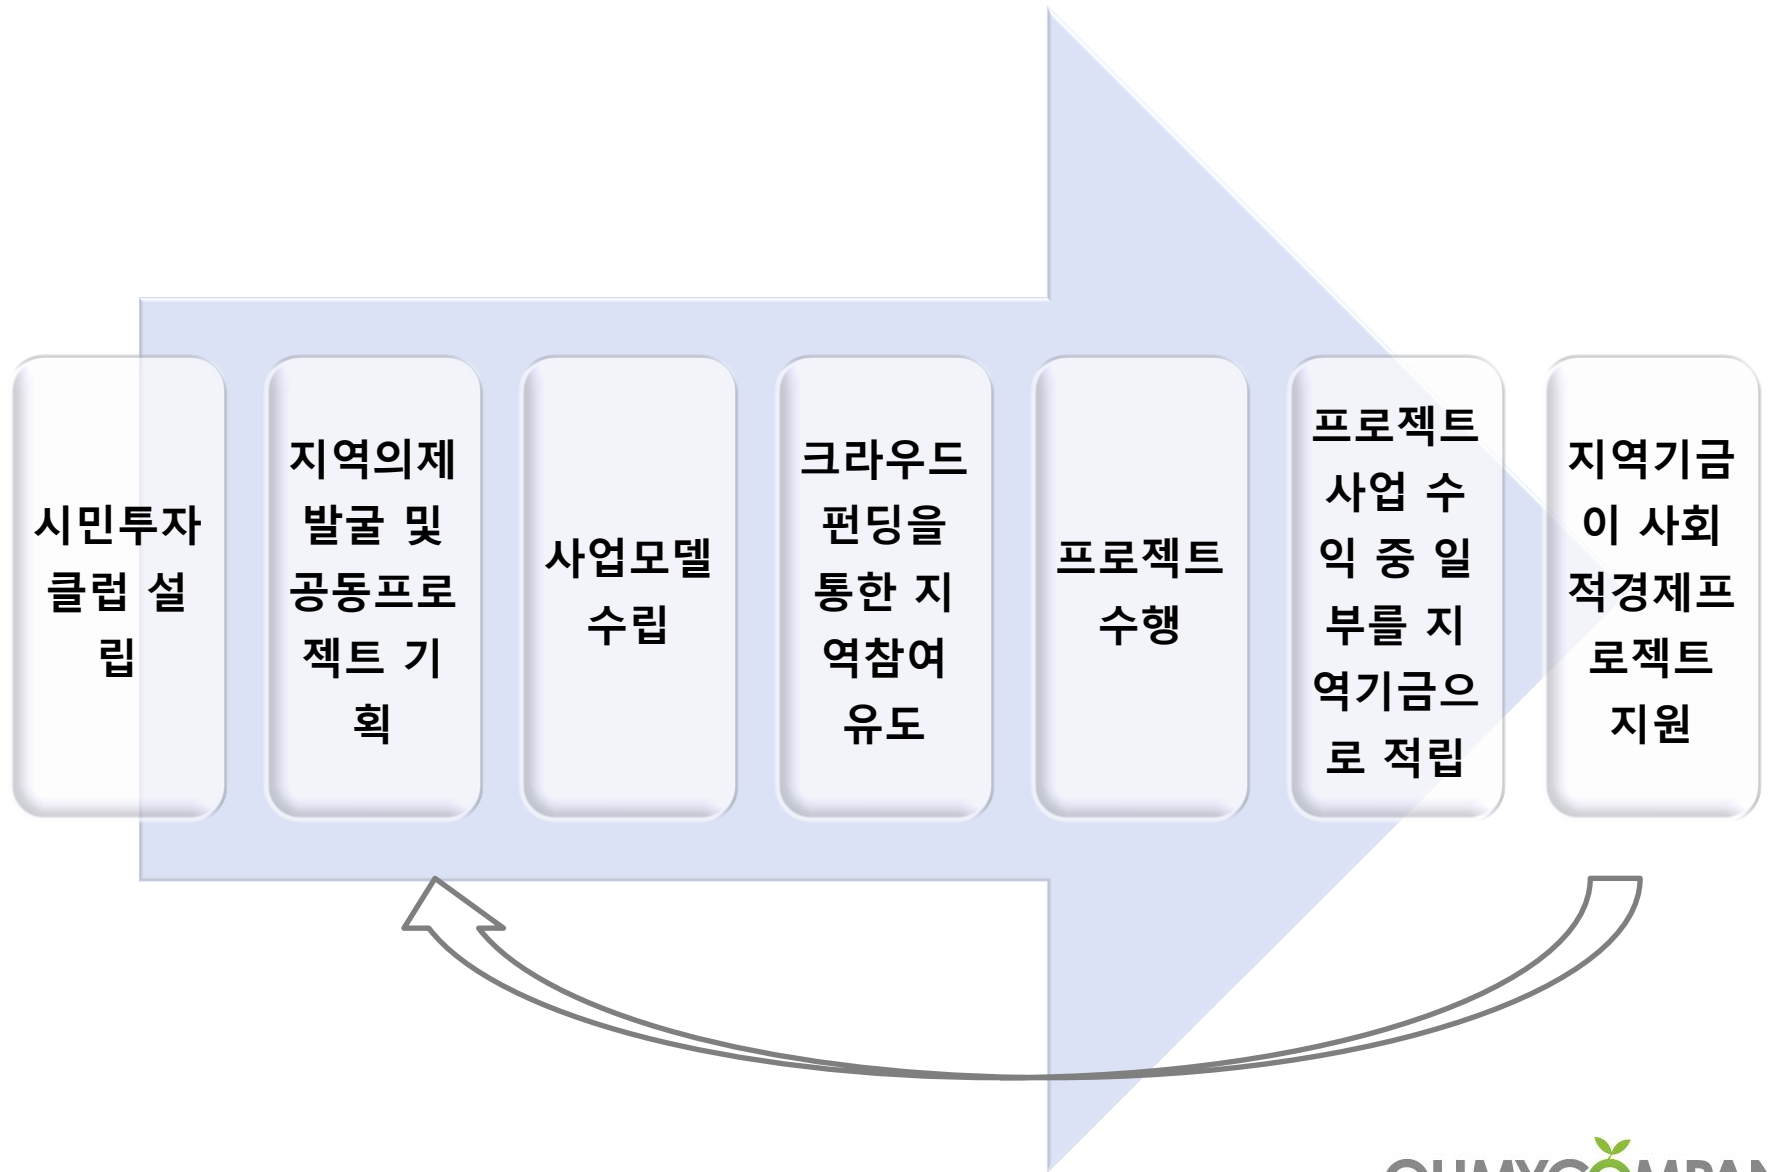 시민투자
클럽 설
립
지역의제
발굴 및
공동프로
젝트 기
획
사업모델
수립
크라우드
펀딩을
통한 지
역참여
유도
프로젝트
수행
프로젝트
사업 수
익 중 일
부를 지
역기금으
로 적립
지역기금
이 사회
적경제프
로젝트
지원